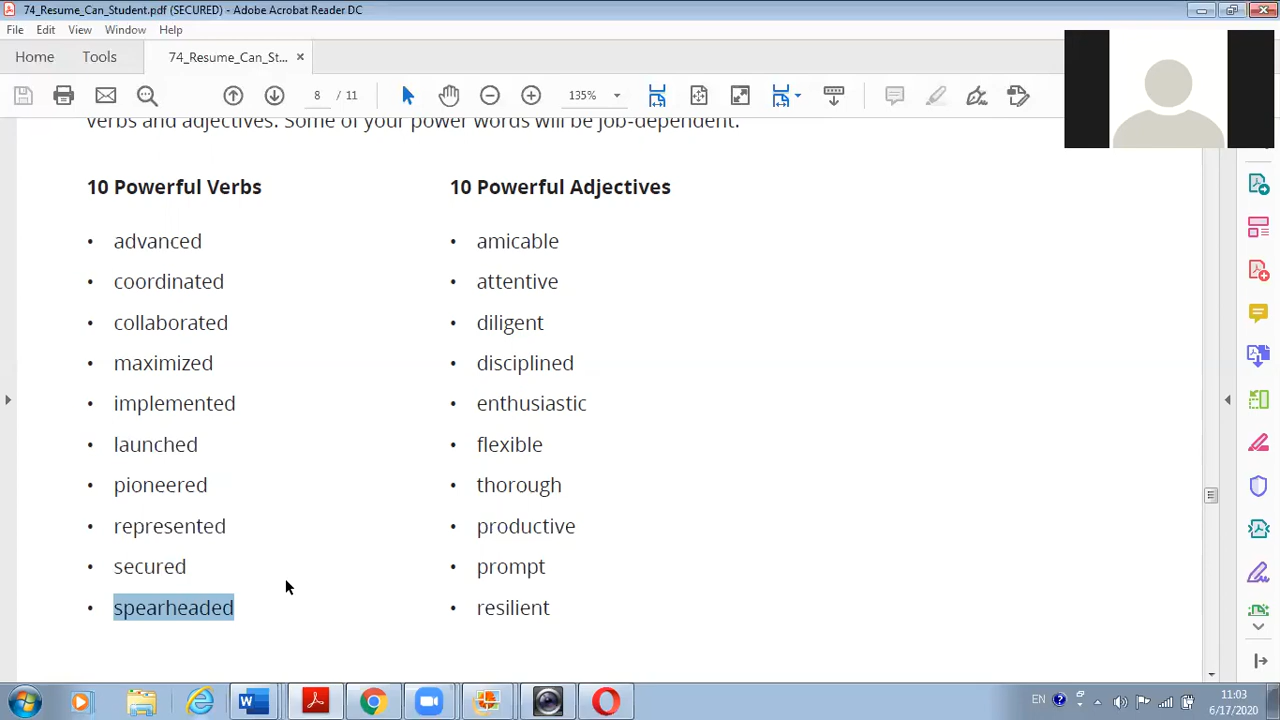 74_Resume_Can_Student.pdf (SECURED) - Adobe Acrobat Reader DC
File Edit View Window Help
Home Tools 74_Resume_Can_St... ×
8 / 11 135%
verbs and adjectives. Some of your power words will be job-dependent.
10 Powerful Verbs
• advanced
• coordinated
• collaborated
• maximized
• implemented
• launched
• pioneered
• represented
• secured
• spearheaded
10 Powerful Adjectives
• amicable
• attentive
• diligent
• disciplined
• enthusiastic
• flexible
• thorough
• productive
• prompt
• resilient
EN 11:03
6/17/2020